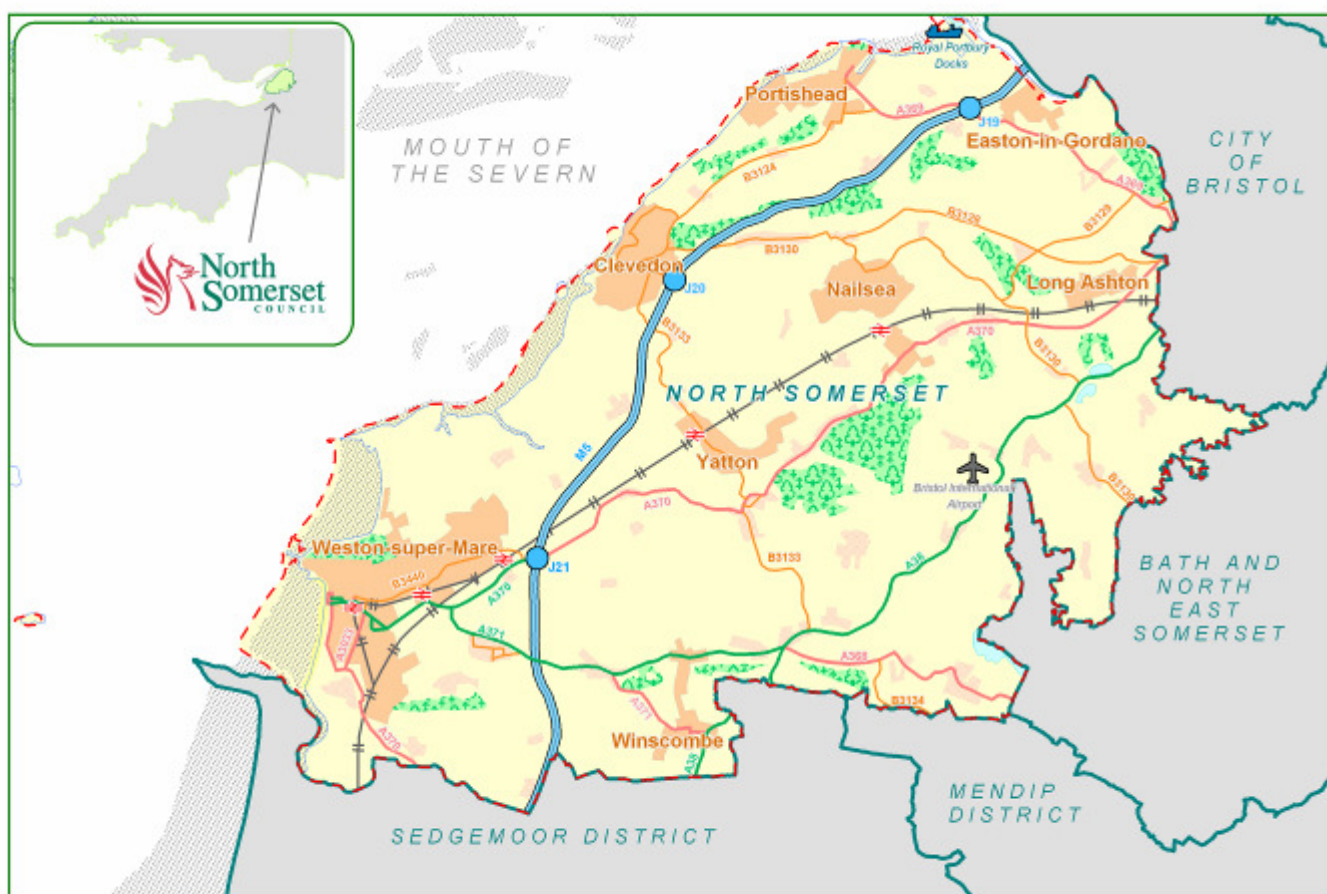 North
Somerset
COUNCIL
MOUTH OF
THE SEVERN
Royal Portbury
Docks
Portishead
A369
J19
Easton-in-Gordano
CITY
OF
BRISTOL
B3124
A369
B3129
B3128
Clevedon
B3130
J20
Nailsea
Long Ashton
B3133
A370
B3130
NORTH SOMERSET
M5
Yatton
Bristol International
Airport
B3130
A370
Weston-super-Mare
B3440
J21
A370
B3133
A38
BATH AND
NORTH
EAST
SOMERSET
A371
A368
A371
B3134
Winscombe
A370
A38
SEDGEMOOR DISTRICT
MENDIP
DISTRICT